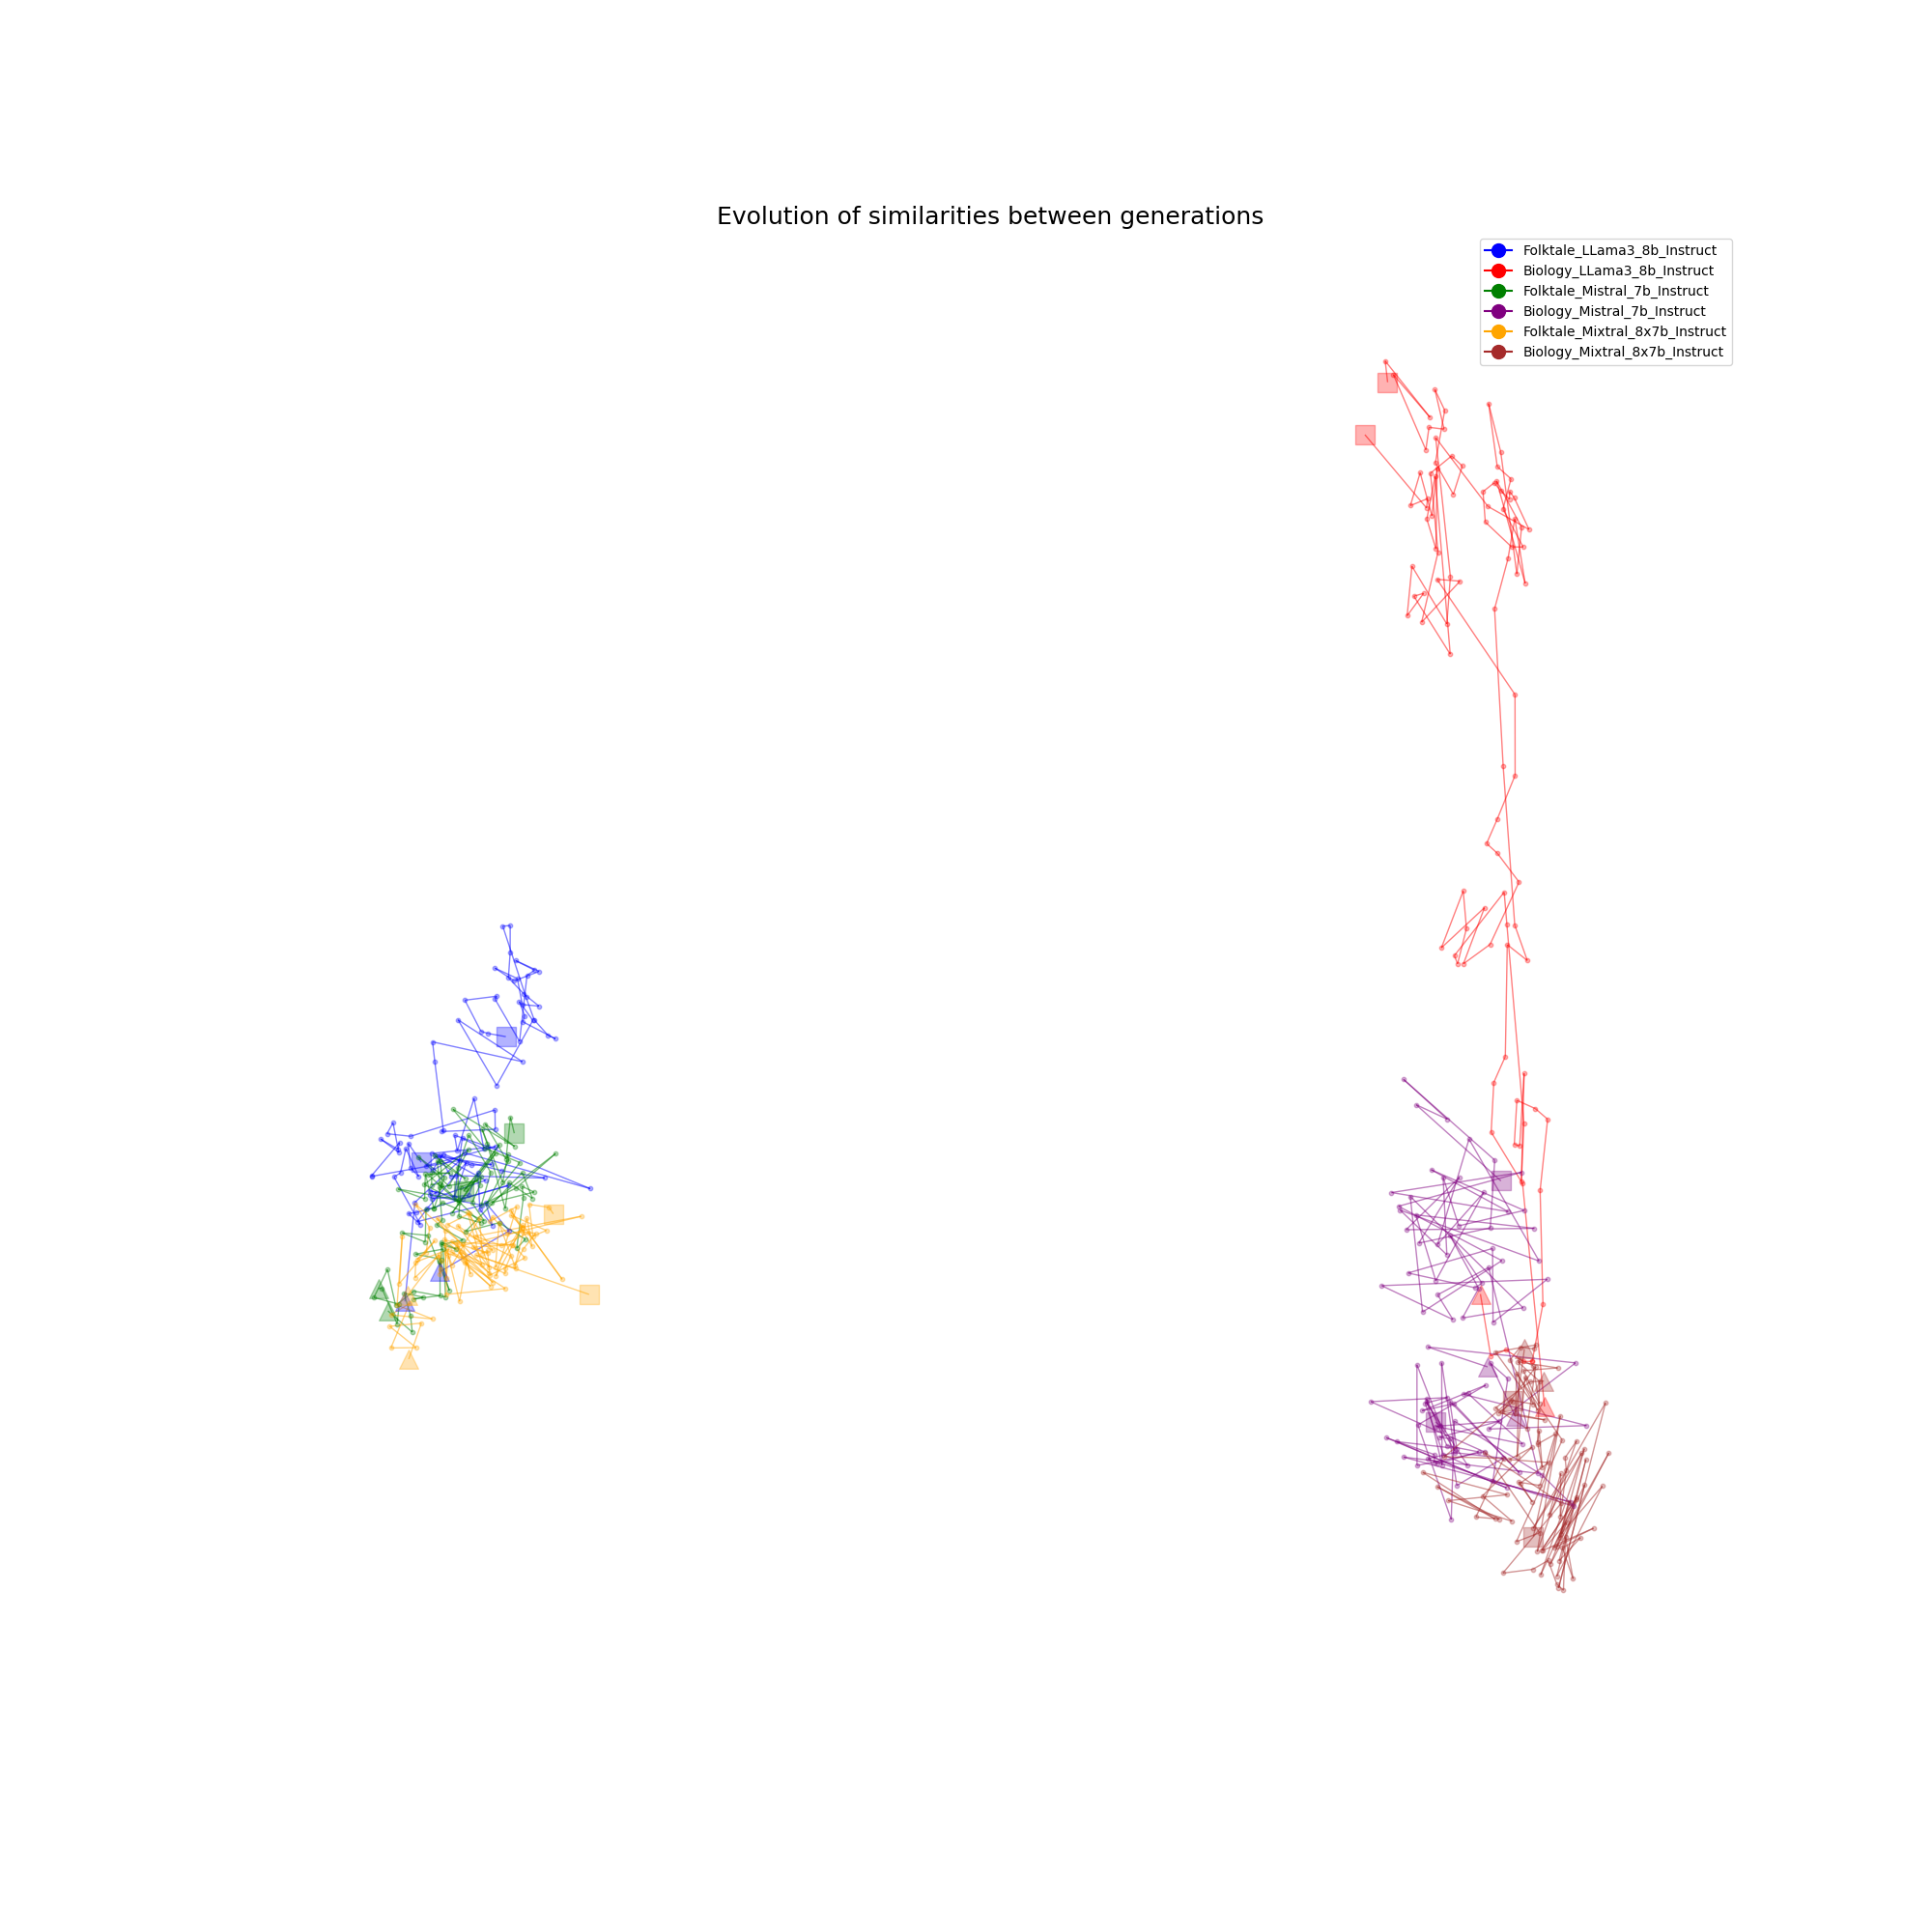 Evolution of similarities between generations
Folktale_LLama3_8b_Instruct
Biology_LLama3_8b_Instruct
Folktale_Mistral_7b_Instruct
Biology_Mistral_7b_Instruct
Folktale_Mixtral_8x7b_Instruct
Biology_Mixtral_8x7b_Instruct